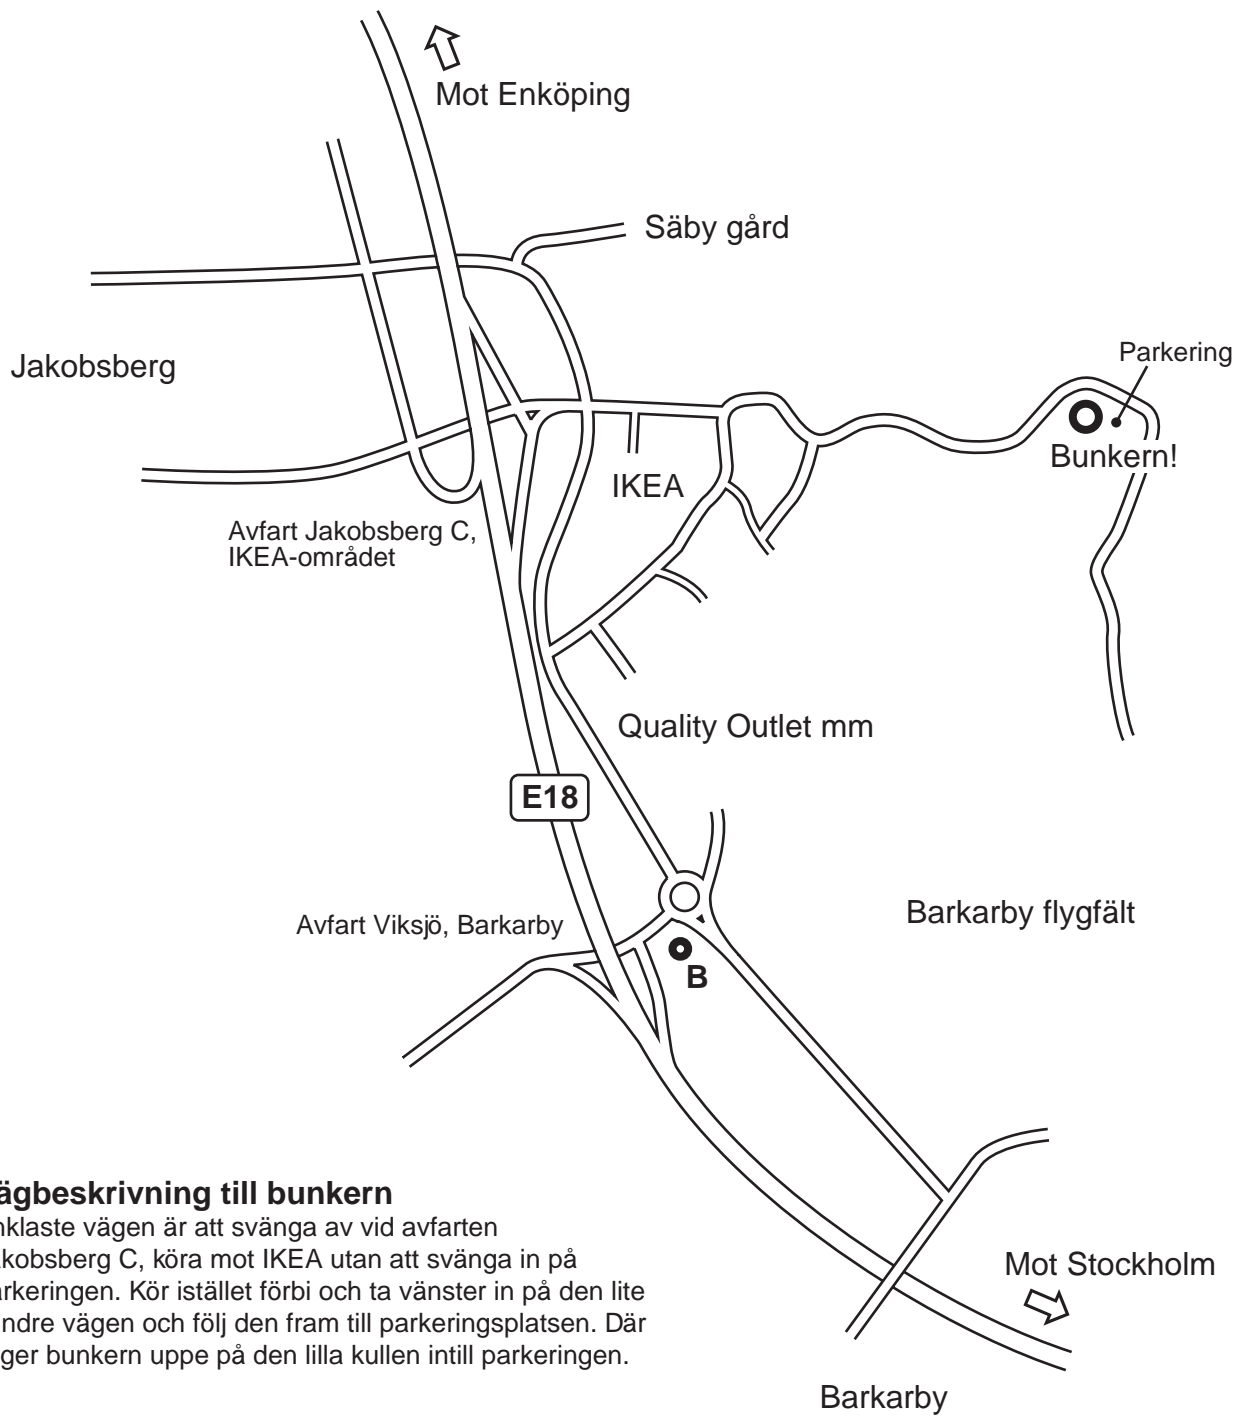 Mot Enköping
Säby gård
Jakobsberg
Parkering
Bunkern!
IKEA
Avfart Jakobsberg C,
IKEA-området
Quality Outlet mm
E18
Avfart Viksjö, Barkarby
Barkarby flygfält
B
ägbeskrivning till bunkern
nklaste vägen är att svänga av vid avfarten
kobsberg C, köra mot IKEA utan att svänga in på
arkeringen. Kör istället förbi och ta vänster in på den lite
indre vägen och följ den fram till parkeringsplatsen. Där
ger bunkern uppe på den lilla kullen intill parkeringen.
Mot Stockholm
Barkarby